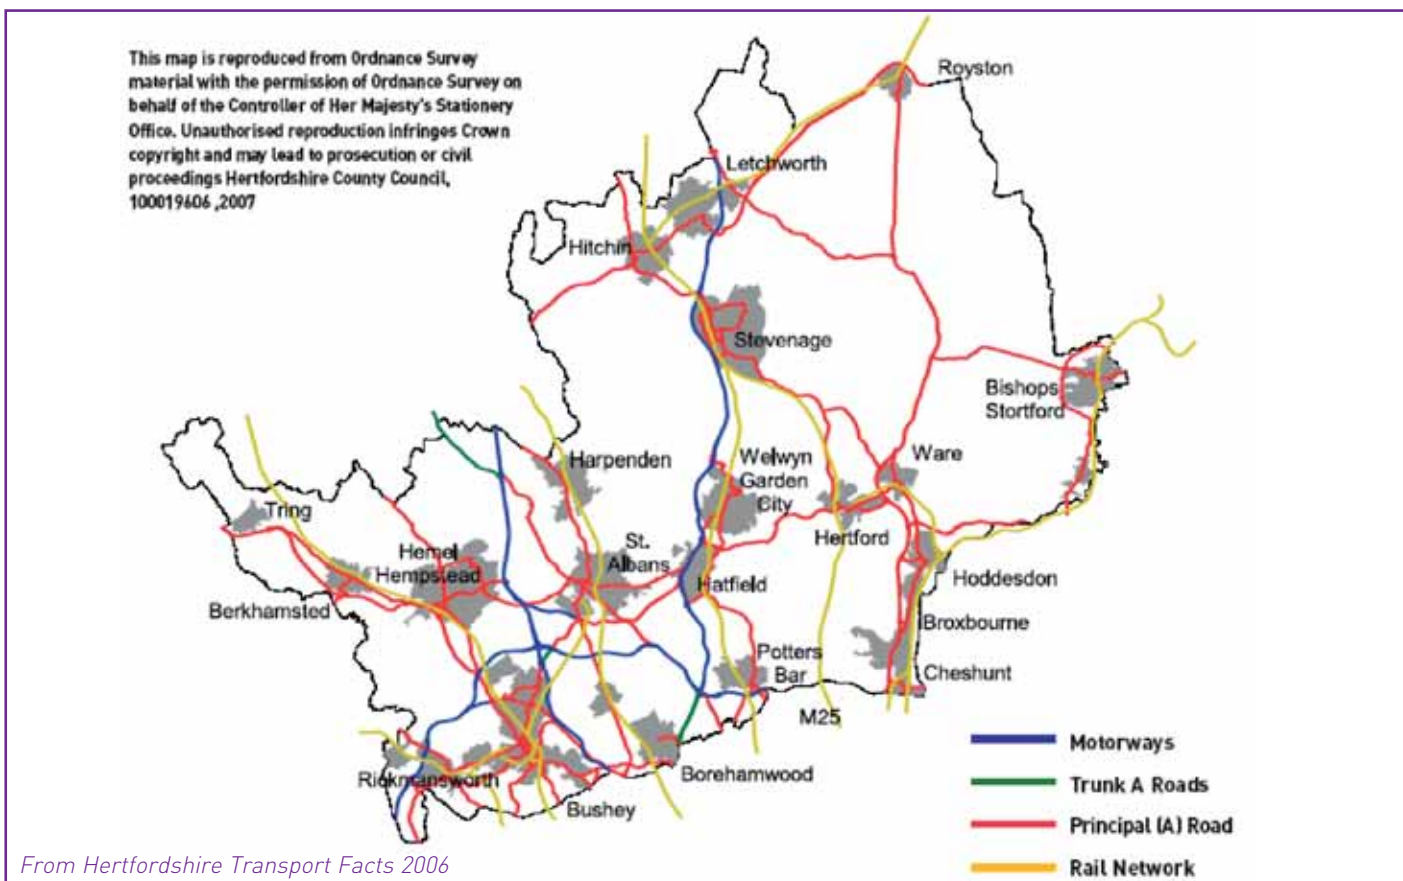 This map is reproduced from Ordnance Survey
material with the permission of Ordnance Survey on
behalf of the Controller of Her Majesty's Stationery
Office. Unauthorised reproduction infringes Crown
copyright and may lead to prosecution or civil
proceedings Hertfordshire County Council,
100019606 ,2007
Royston
Letchworth
Hitchin
Stevenage
Bishops
Stortford
Harpenden
Welwyn
Garden
City
Ware
Tring
Hemel
Hempstead
St.
Albans
Hertford
Hatfield
Hoddesdon
Berkhamsted
Broxbourne
Potters
Bar
Cheshunt
M25
Rickmansworth
Borehamwood
Bushey
Motorways
Trunk A Roads
Principal (A) Road
Rail Network
From Hertfordshire Transport Facts 2006